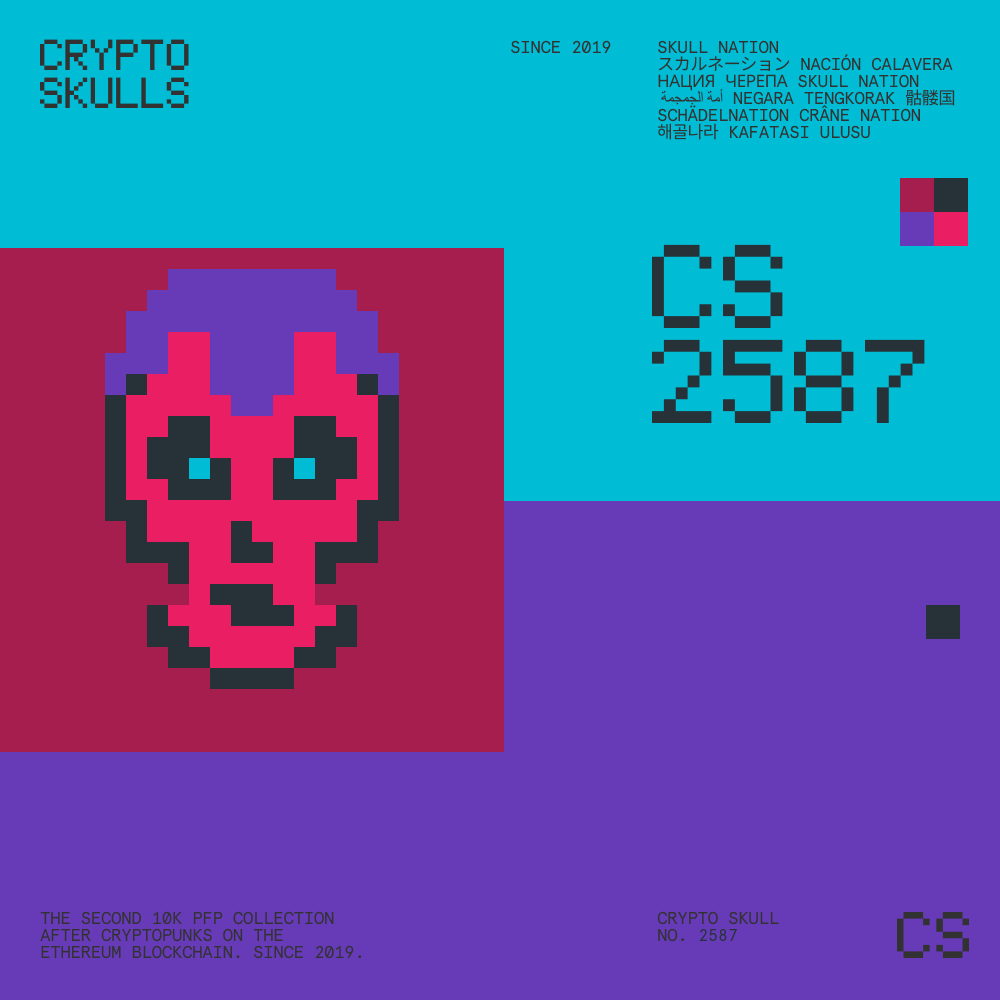 CRYPTO
SKULLS
SINCE 2019
SKULL NATION
スカルネーション NACIÓN CALAVERA
НАЦИЯ ЧЕРЕПА SKULL NATION
أمة الجمجمة NEGARA TENGKORAK 骷髅国
SCHÄDELNATION CRÂNE NATION
해골나라 KAFATASI ULUSU
CS
2587
THE SECOND 10K PFP COLLECTION
AFTER CRYPTOPUNKS ON THE
ETHEREUM BLOCKCHAIN. SINCE 2019.
CRYPTO SKULL
NO. 2587
CS